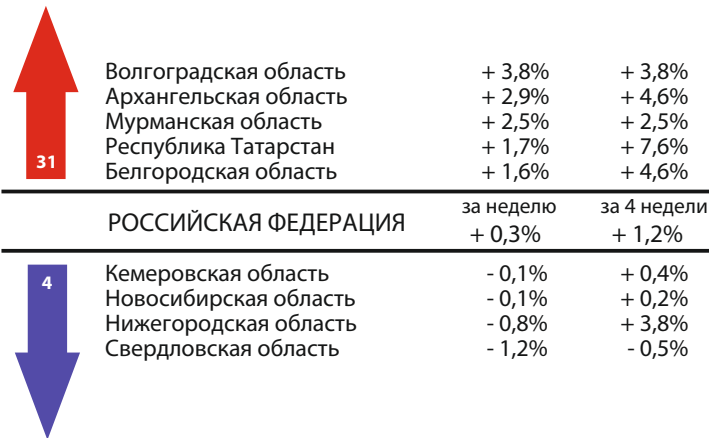 Волгоградская область + 3,8% + 3,8%
Архангельская область + 2,9% + 4,6%
Мурманская область + 2,5% + 2,5%
Республика Татарстан + 1,7% + 7,6%
31
Белгородская область + 1,6% + 4,6%
за неделю за 4 недели
РОССИЙСКАЯ ФЕДЕРАЦИЯ + 0,3% + 1,2%
4 Кемеровская область - 0,1% + 0,4%
Новосибирская область - 0,1% + 0,2%
Нижегородская область - 0,8% + 3,8%
Свердловская область - 1,2% - 0,5%